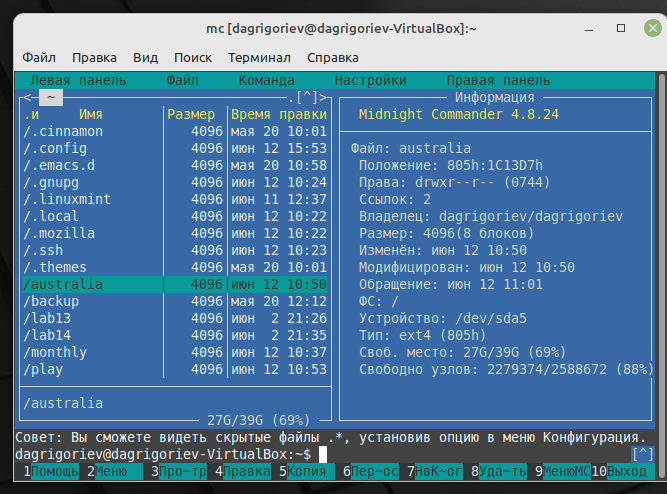 mc [dagrigoriev@dagrigoriev-VirtualBox]:~
Файл Правка Вид Поиск Терминал Справка
Левая панель Файл Команда Настройки Правая панель
<─ ~ .[^]>
.и Имя Размер Время правки
/.cinnamon 4096 мая 20 10:01
/.config 4096 июн 12 15:53
/.emacs.d 4096 мая 20 10:58
/.gnupg 4096 июн 12 10:24
/.linuxmint 4096 июн 11 12:37
/.local 4096 июн 12 10:22
/.mozilla 4096 июн 12 10:22
/.ssh 4096 июн 12 10:23
/.themes 4096 мая 20 10:01
/australia 4096 июн 12 10:50
/backup 4096 мая 20 12:12
/lab13 4096 июн 2 21:26
/lab14 4096 июн 2 21:35
/monthly 4096 июн 12 10:37
/play 4096 июн 12 10:53
/australia
27G/39G (69%)
Информация
Midnight Commander 4.8.24
Файл: australia
Положение: 805h:1C13D7h
Права: drwxr--r-- (0744)
Ссылок: 2
Владелец: dagrigoriev/dagrigoriev
Размер: 4096(8 блоков)
Изменён: июн 12 10:50
Модифицирован: июн 12 10:50
Обращение: июн 12 11:01
ФС: /
Устройство: /dev/sda5
Тип: ext4 (805h)
Своб. место: 27G/39G (69%)
Свободно узлов: 2279374/2588672 (88%)
Совет: Вы сможете видеть скрытые файлы .*, установив опцию в меню Конфигурация.
dagrigoriev@dagrigoriev-VirtualBox:~$ [^]
1Помощь 2Меню 3Про~тр 4Правка 5Копия 6Пер~ос 7НвК~ог 8Уда~ть 9МенюMC 10Выход